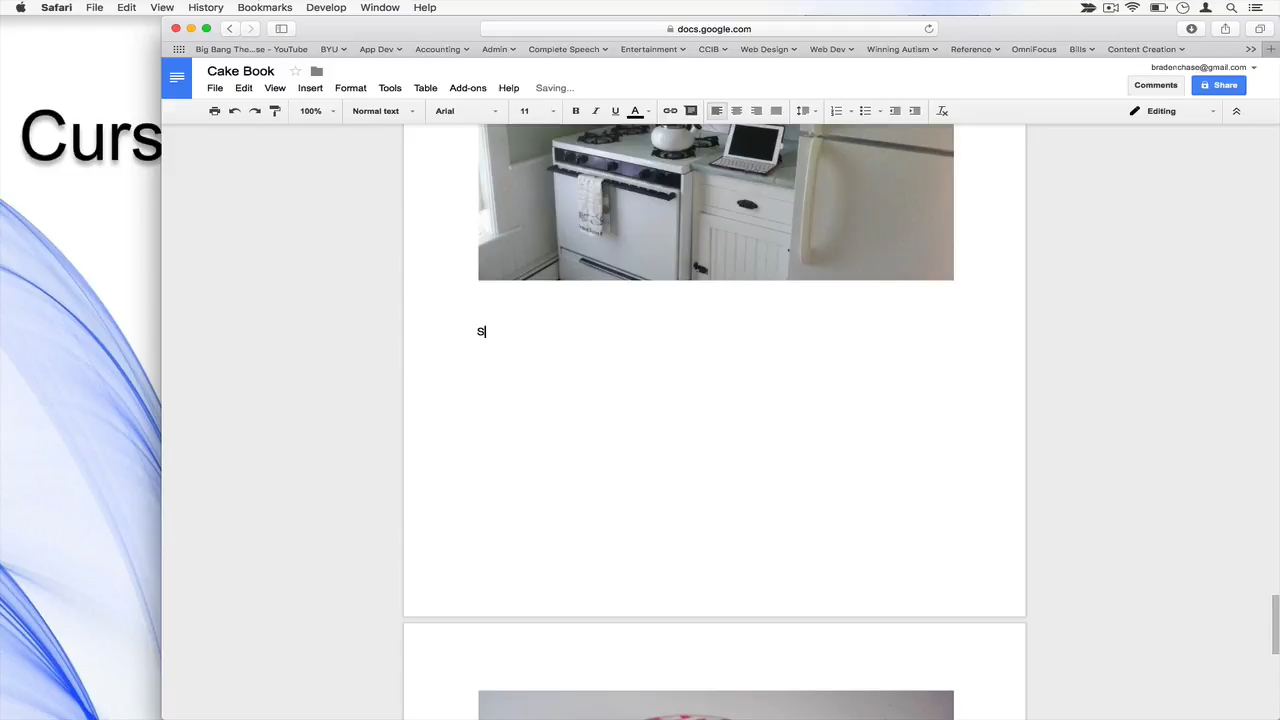 Safari File Edit View History Bookmarks Develop Window Help
docs.google.com
Big Bang The...se - YouTube BYU App Dev Accounting Admin Complete Speech Entertainment CCIB Web Design Web Dev Winning Autism Reference OmniFocus Bills Content Creation
Cake Book
bradenchase@gmail.com
File Edit View Insert Format Tools Table Add-ons Help Saving...
Comments Share
100% Normal text Arial 11 B I U A Editing
Curs
s